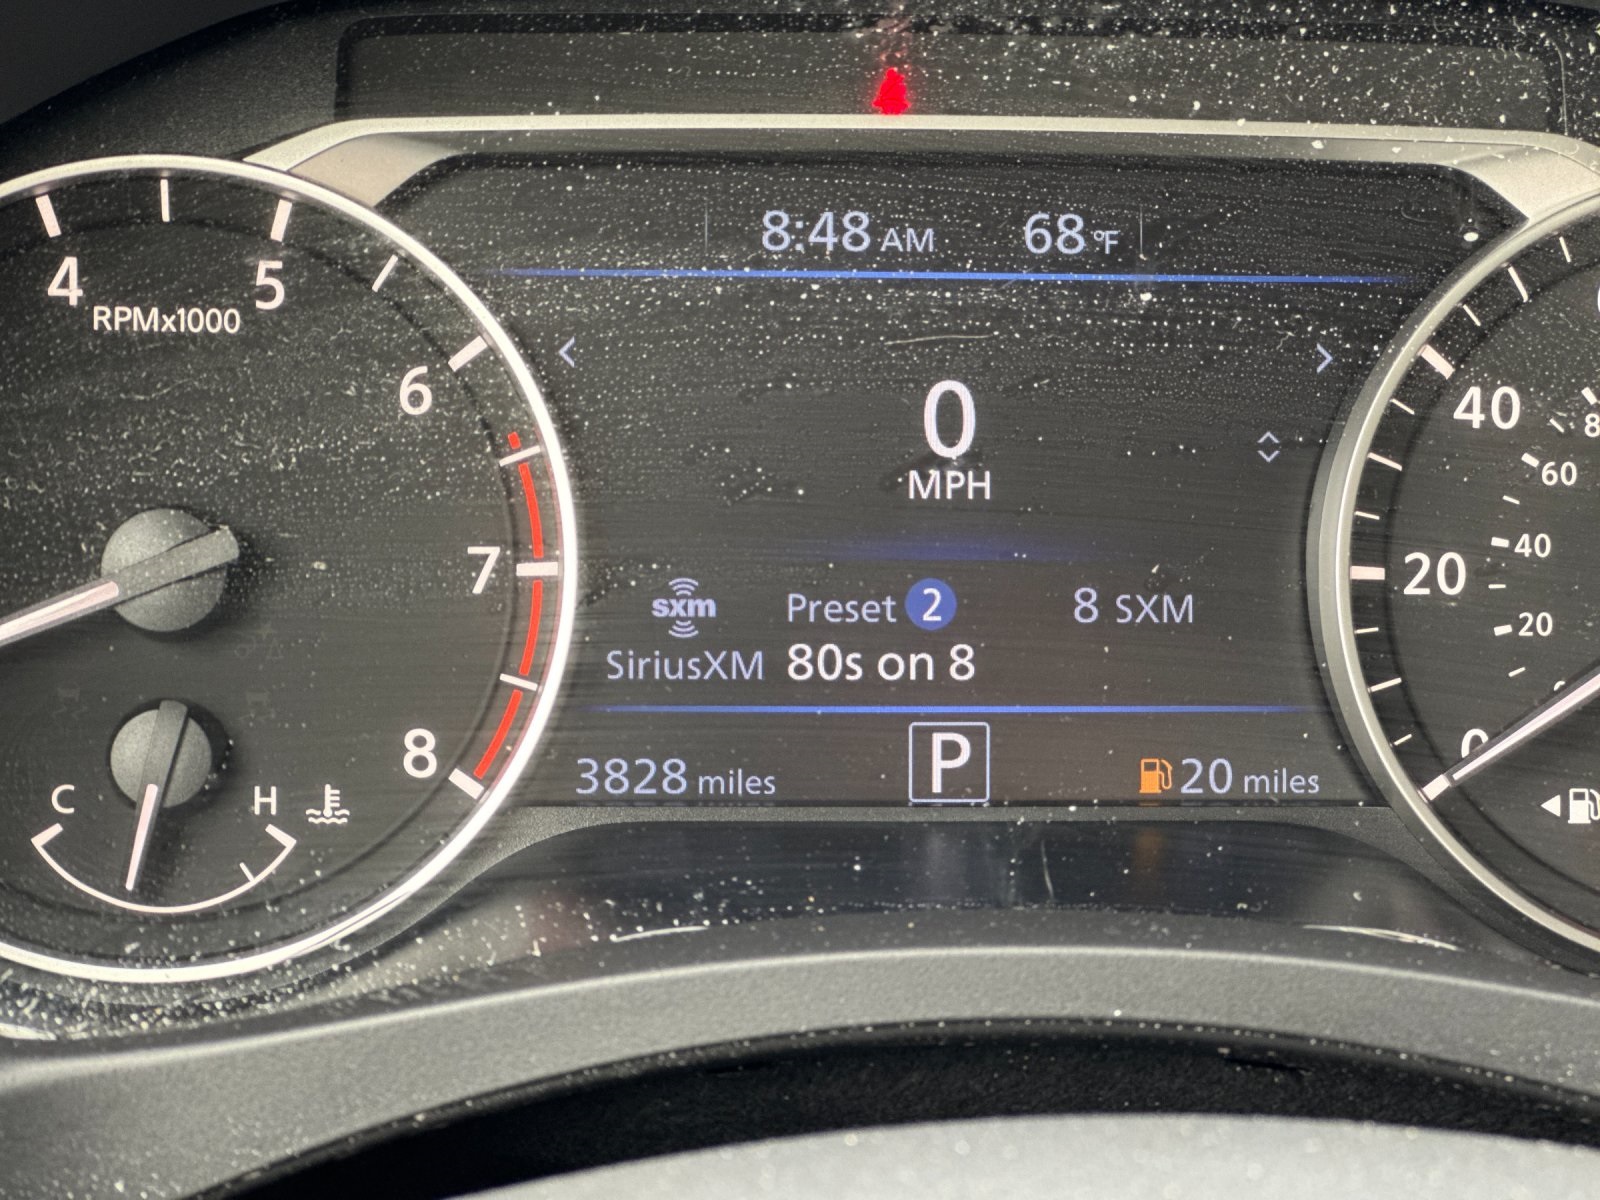 8:48 AM 68°F
4
5
RPMx1000
6
7
8
C
H
0
MPH
sxm
Preset 2
8 SXM
SiriusXM
80s on 8
3828 miles
P
20 miles
40
20
0
60
40
20